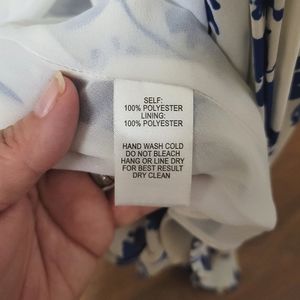 SELF:
100% POLYESTER
LINING:
100% POLYESTER
HAND WASH COLD
DO NOT BLEACH
HANG OR LINE DRY
FOR BEST RESULT
DRY CLEAN